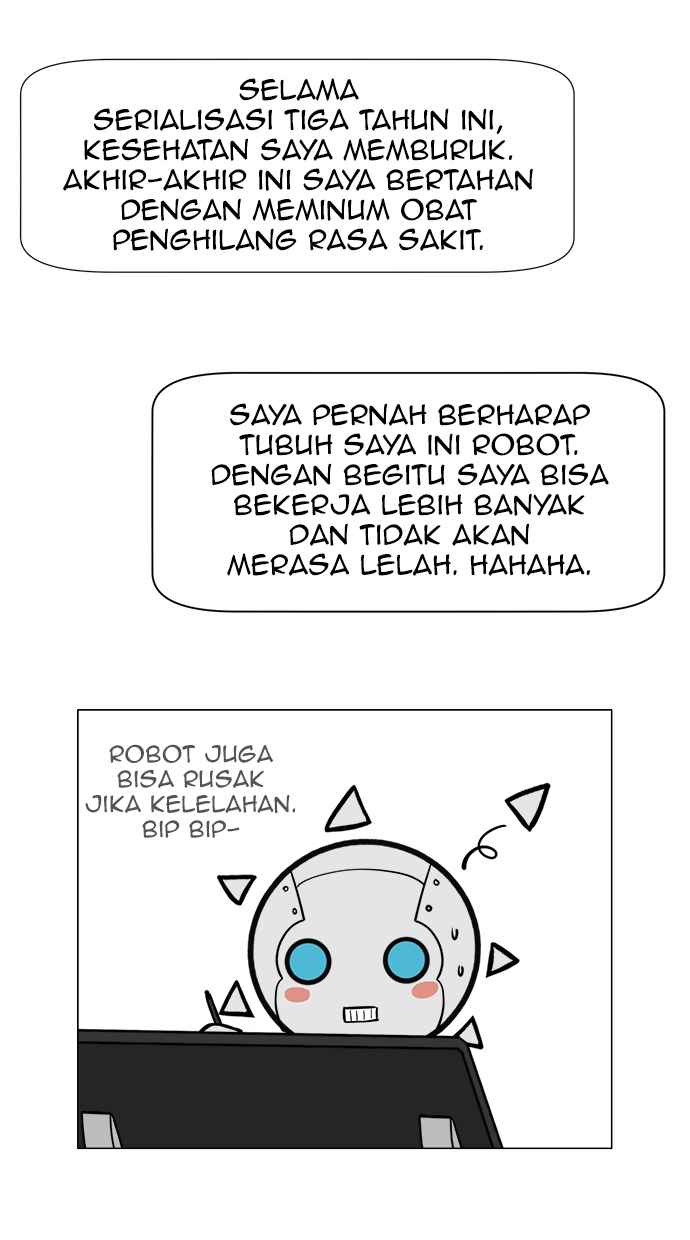 SELAMA
SERIALISASI TIGA TAHUN INI,
KESEHATAN SAYA MEMBURUK.
AKHIR-AKHIR INI SAYA BERTAHAN
DENGAN MEMINUM OBAT
PENGHILANG RASA SAKIT.
SAYA PERNAH BERHARAP
TUBUH SAYA INI ROBOT.
DENGAN BEGITU SAYA BISA
BEKERJA LEBIH BANYAK
DAN TIDAK AKAN
MERASA LELAH. HAHAHA.
ROBOT JUGA
BISA RUSAK
JIKA KELELAHAN.
BIP BIP-